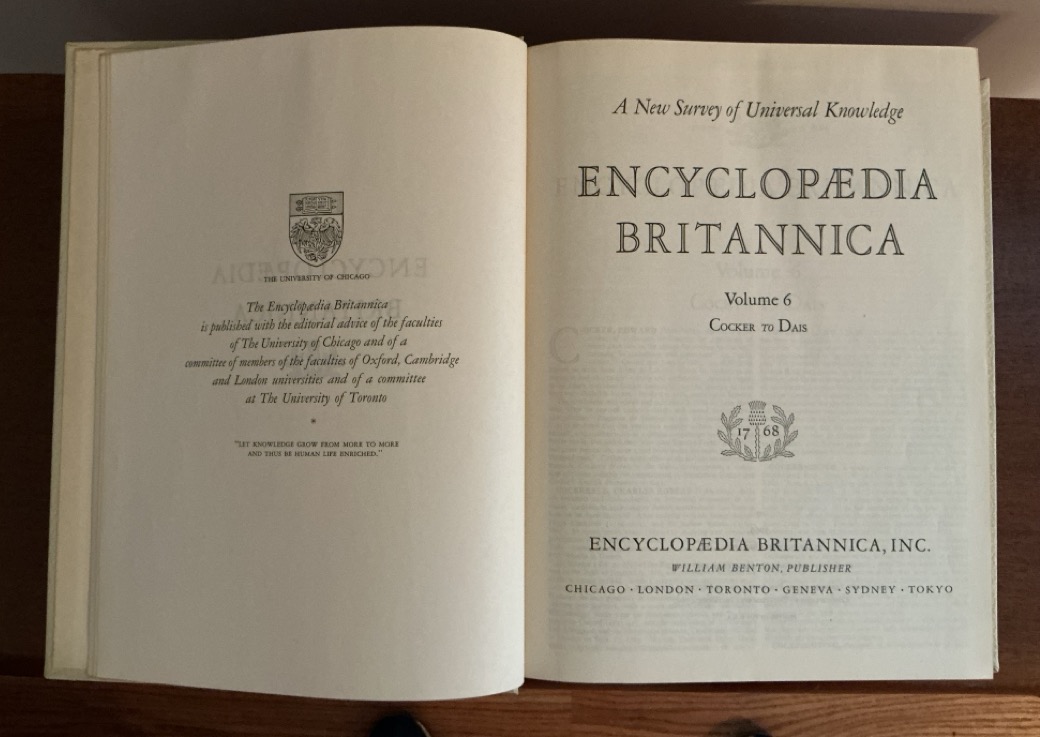 THE UNIVERSITY OF CHICAGO
The Encyclopædia Britannica
is published with the editorial advice of the faculties
of The University of Chicago and of a
committee of members of the faculties of Oxford, Cambridge
and London universities and of a committee
at The University of Toronto
*
"LET KNOWLEDGE GROW FROM MORE TO MORE
AND THUS BE HUMAN LIFE ENRICHED."
A New Survey of Universal Knowledge
ENCYCLOPÆDIA
BRITANNICA
Volume 6
COCKER TO DAIS
17 68
ENCYCLOPÆDIA BRITANNICA, INC.
WILLIAM BENTON, PUBLISHER
CHICAGO · LONDON · TORONTO · GENEVA · SYDNEY · TOKYO